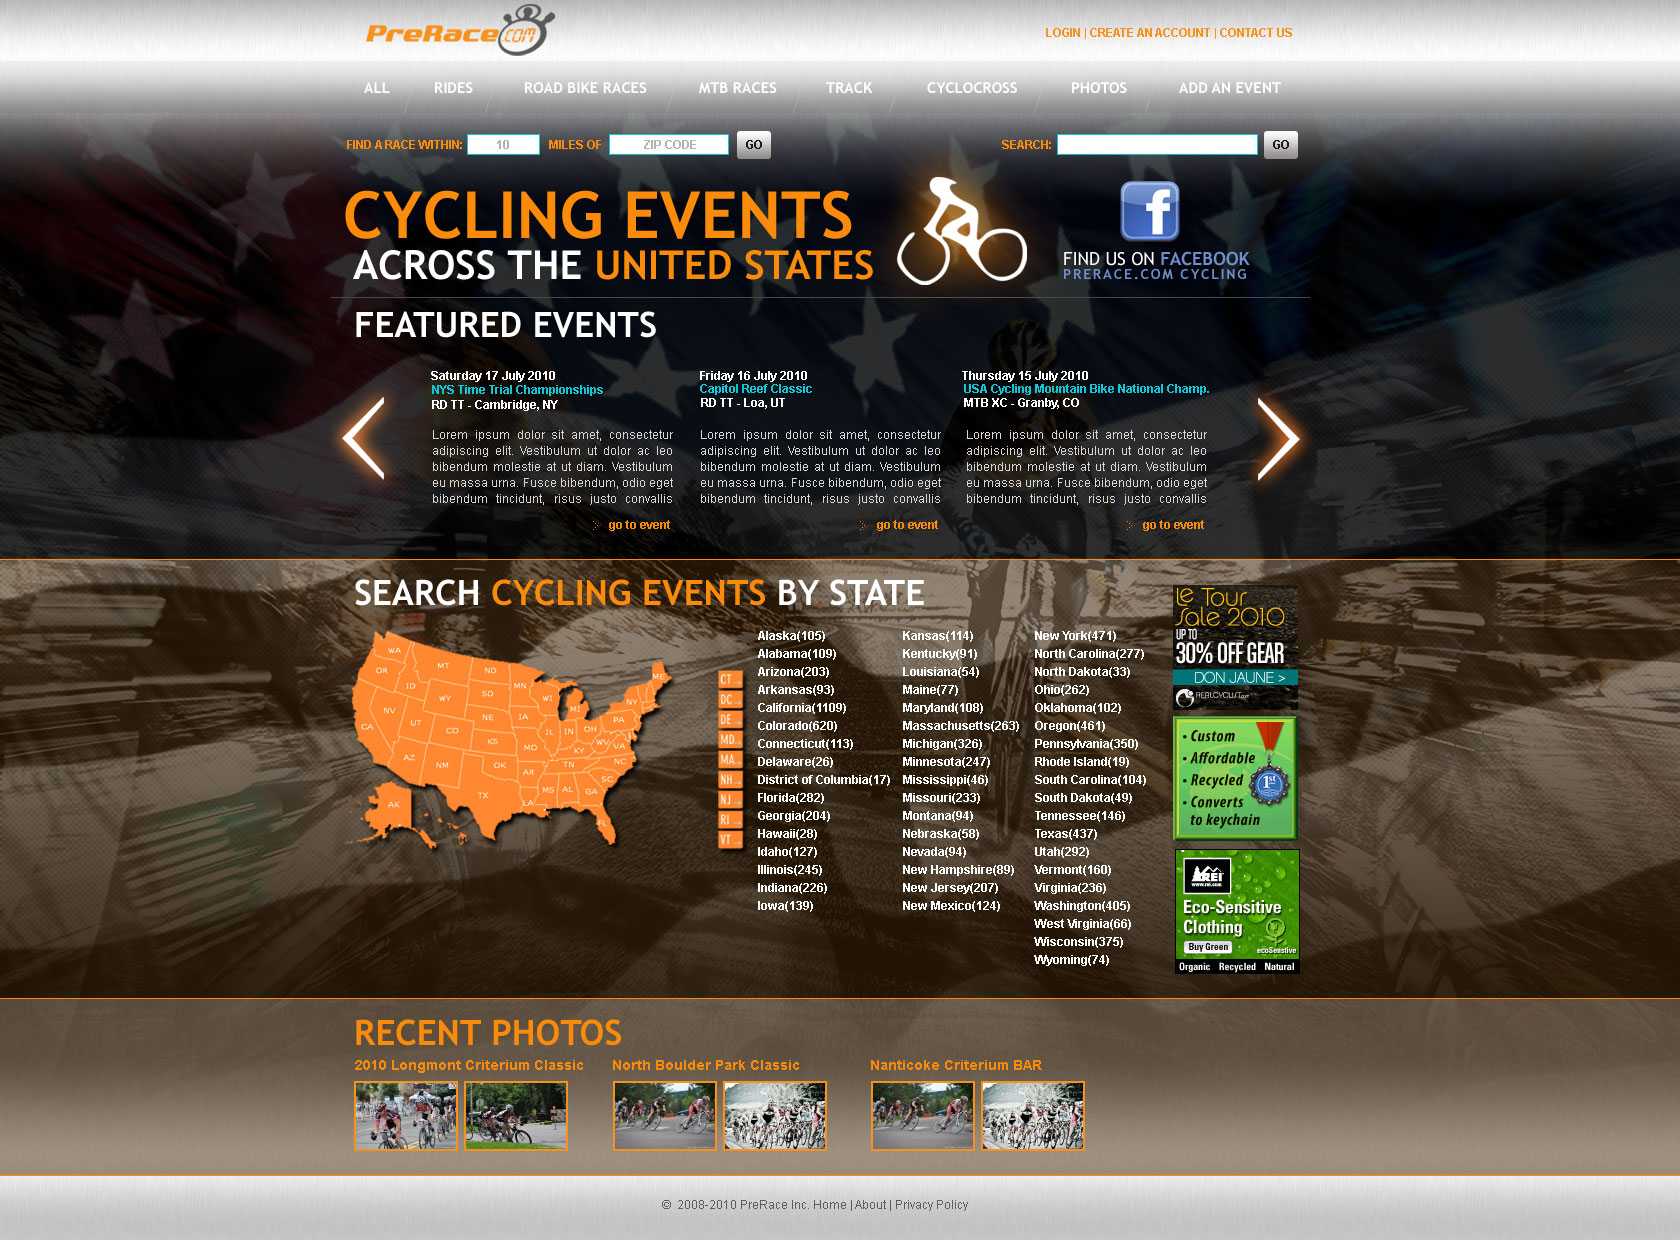 PreRace.com
LOGIN | CREATE AN ACCOUNT | CONTACT US
ALL RIDES ROAD BIKE RACES MTB RACES TRACK CYCLOCROSS PHOTOS ADD AN EVENT
FIND A RACE WITHIN: 10 MILES OF ZIP CODE GO SEARCH: GO
CYCLING EVENTS
ACROSS THE UNITED STATES
FIND US ON FACEBOOK
PRERACE.COM CYCLING
FEATURED EVENTS
Saturday 17 July 2010
NYS Time Trial Championships
RD TT - Cambridge, NY
Lorem ipsum dolor sit amet, consectetur
adipiscing elit. Vestibulum ut dolor ac leo
bibendum molestie at ut diam. Vestibulum
eu massa urna. Fusce bibendum, odio eget
bibendum tincidunt, risus justo convallis
go to event
Friday 16 July 2010
Capitol Reef Classic
RD TT - Loa, UT
Lorem ipsum dolor sit amet, consectetur
adipiscing elit. Vestibulum ut dolor ac leo
bibendum molestie at ut diam. Vestibulum
eu massa urna. Fusce bibendum, odio eget
bibendum tincidunt, risus justo convallis
go to event
Thursday 15 July 2010
USA Cycling Mountain Bike National Champ.
MTB XC - Granby, CO
Lorem ipsum dolor sit amet, consectetur
adipiscing elit. Vestibulum ut dolor ac leo
bibendum molestie at ut diam. Vestibulum
eu massa urna. Fusce bibendum, odio eget
bibendum tincidunt, risus justo convallis
go to event
SEARCH CYCLING EVENTS BY STATE
WA
OR
MT
ND
ME
ID
MN
WY
SD
WI
MI
NY
NV
NE
IA
PA
UT
CO
IL
IN
OH
CA
KS
MO
KY
WV
VA
AZ
NM
OK
AR
TN
NC
SC
TX
LA
MS
AL
GA
AK
FL
CT
DC
DE
MD
MA
NH
NJ
RI
VT
Alaska(105)
Alabama(109)
Arizona(203)
Arkansas(93)
California(1109)
Colorado(620)
Connecticut(113)
Delaware(26)
District of Columbia(17)
Florida(282)
Georgia(204)
Hawaii(28)
Idaho(127)
Illinois(245)
Indiana(226)
Iowa(139)
Kansas(114)
Kentucky(91)
Louisiana(54)
Maine(77)
Maryland(108)
Massachusetts(263)
Michigan(326)
Minnesota(247)
Mississippi(46)
Missouri(233)
Montana(94)
Nebraska(58)
Nevada(94)
New Hampshire(89)
New Jersey(207)
New Mexico(124)
New York(471)
North Carolina(277)
North Dakota(33)
Ohio(262)
Oklahoma(102)
Oregon(461)
Pennsylvania(350)
Rhode Island(19)
South Carolina(104)
South Dakota(49)
Tennessee(146)
Texas(437)
Utah(292)
Vermont(160)
Virginia(236)
Washington(405)
West Virginia(66)
Wisconsin(375)
Wyoming(74)
Le Tour
Sale 2010
UP TO
30% OFF GEAR
DON JAUNE >
REALCYCLIST.com
• Custom
• Affordable
• Recycled
• Converts
to keychain
1st
REI
www.rei.com
Eco-Sensitive
Clothing
Buy Green
ecoSensitive
Organic Recycled Natural
RECENT PHOTOS
2010 Longmont Criterium Classic
North Boulder Park Classic
Nanticoke Criterium BAR
© 2008-2010 PreRace Inc. Home | About | Privacy Policy